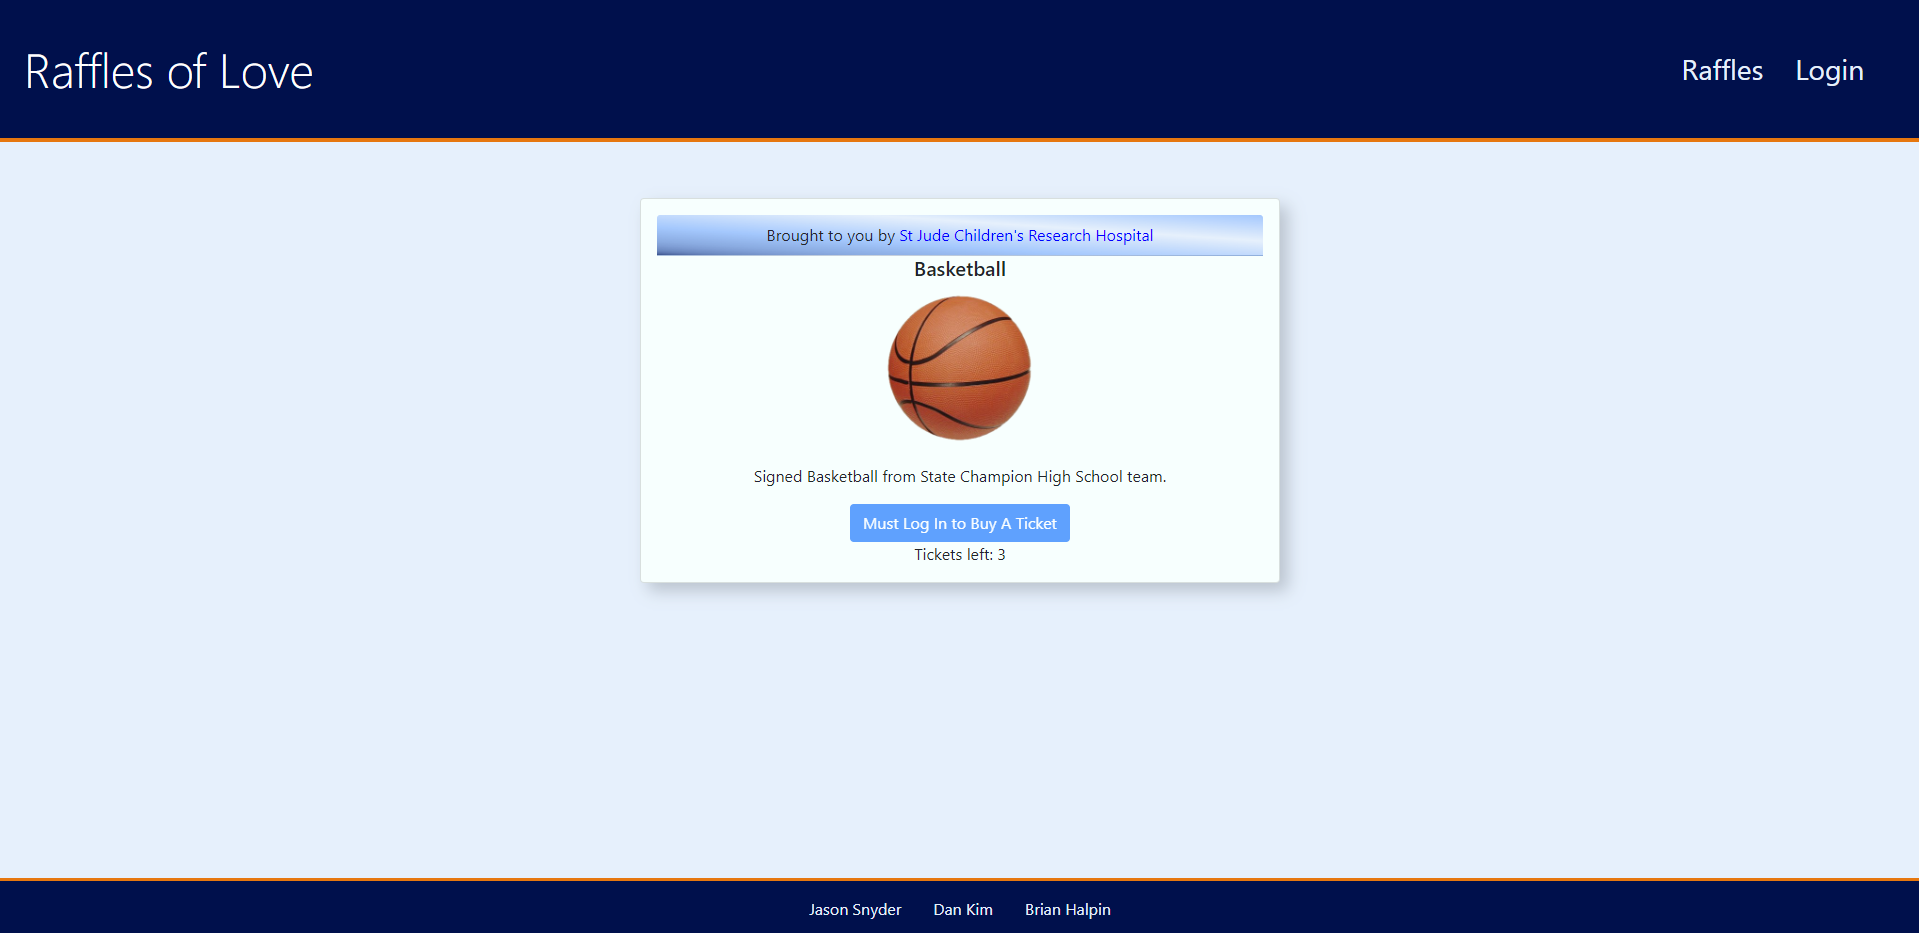 Raffles of Love
Raffles Login
Brought to you by St Jude Children's Research Hospital
Basketball
Signed Basketball from State Champion High School team.
Must Log In to Buy A Ticket
Tickets left: 3
Jason Snyder Dan Kim Brian Halpin